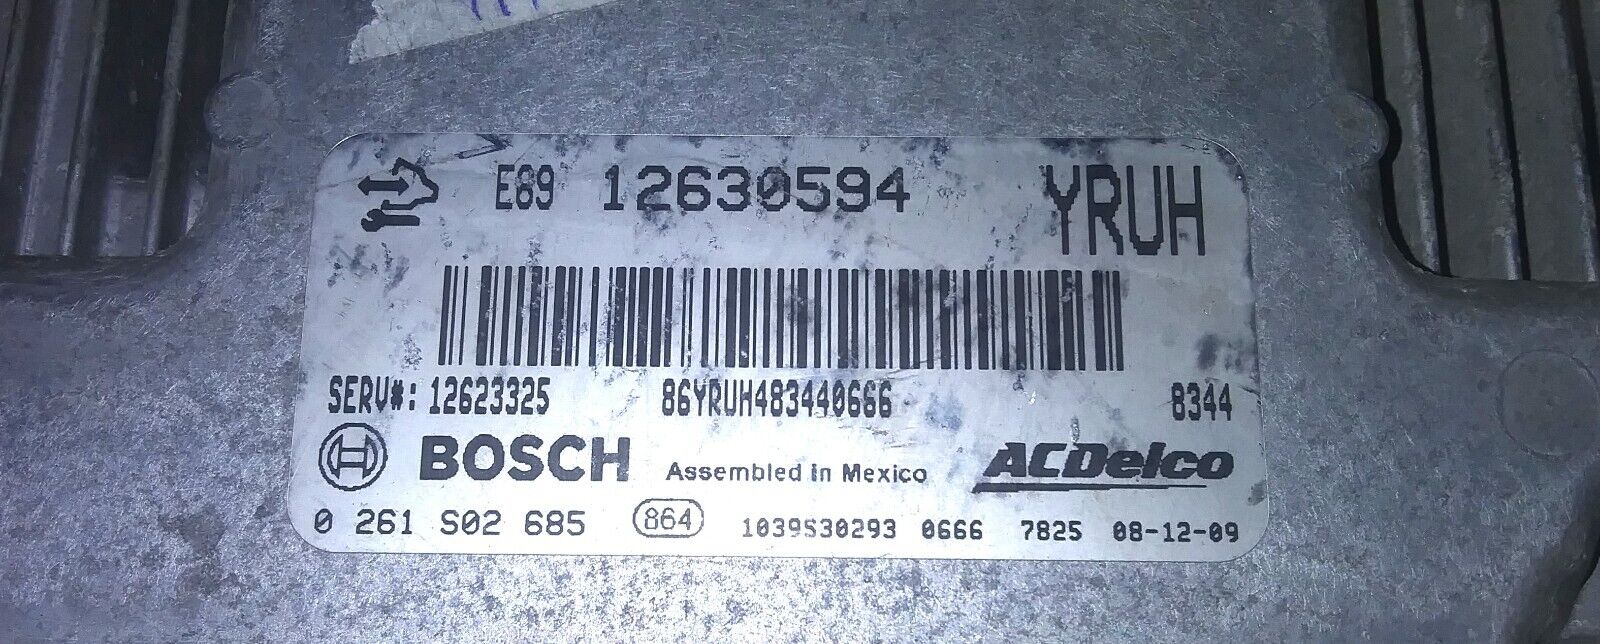 E89 12630594 YRUH
SERV#: 12623325 86YRUH483440666 8344
BOSCH Assembled In Mexico ACDelco
0 261 S02 685 864 1039S30293 0666 7825 08-12-09